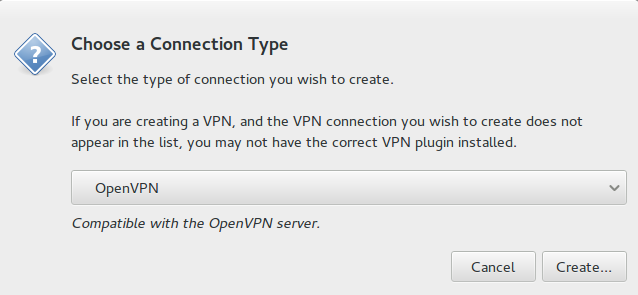 Choose a Connection Type
Select the type of connection you wish to create.
If you are creating a VPN, and the VPN connection you wish to create does not
appear in the list, you may not have the correct VPN plugin installed.
OpenVPN
Compatible with the OpenVPN server.
Cancel
Create...